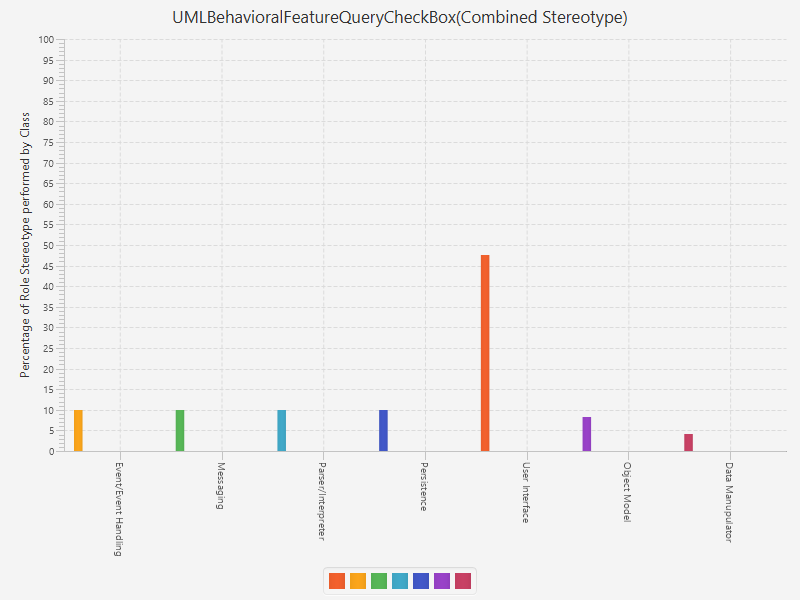 UMLBehavioralFeatureQueryCheckBox(Combined Stereotype)
Percentage of Role Stereotype performed by Class
100
95
90
85
80
75
70
65
60
55
50
45
40
35
30
25
20
15
10
5
0
Event/Event Handling
Messaging
Parser/Interpreter
Persistence
User Interface
Object Model
Data Manupulator